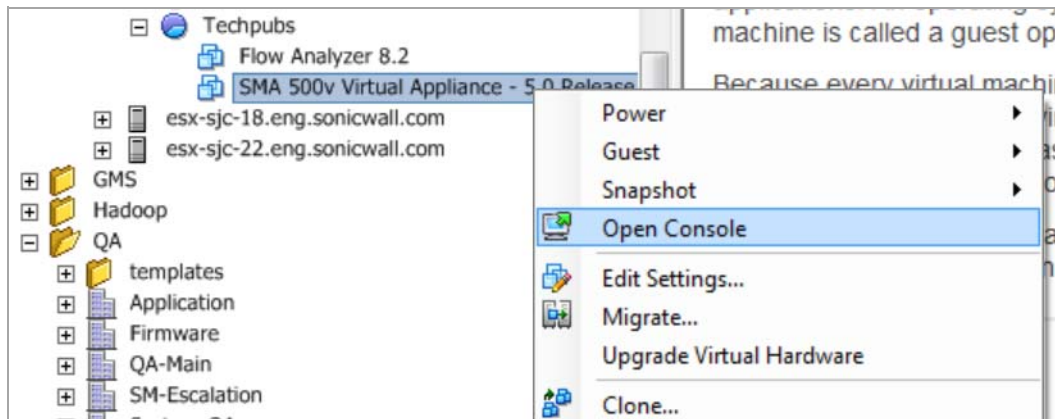 Techpubs
Flow Analyzer 8.2
SMA 500v Virtual Appliance - 5.0 Release
esx-sjc-18.eng.sonicwall.com
esx-sjc-22.eng.sonicwall.com
GMS
Hadoop
QA
templates
Application
Firmware
QA-Main
SM-Escalation
machine is called a guest op
Because every virtual machi
Power
Guest
Snapshot
Open Console
Edit Settings...
Migrate...
Upgrade Virtual Hardware
Clone...